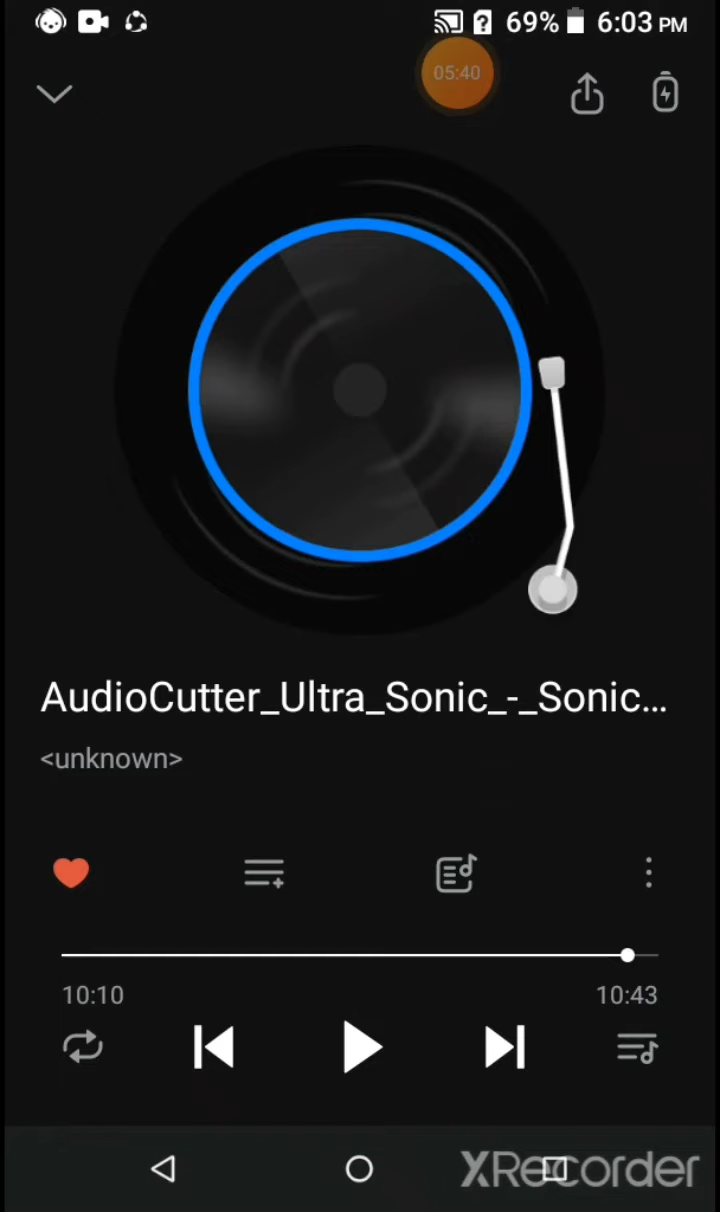 69% 6:03 PM
05:40
AudioCutter_Ultra_Sonic_-_Sonic...
<unknown>
10:10 10:43
XRecorder